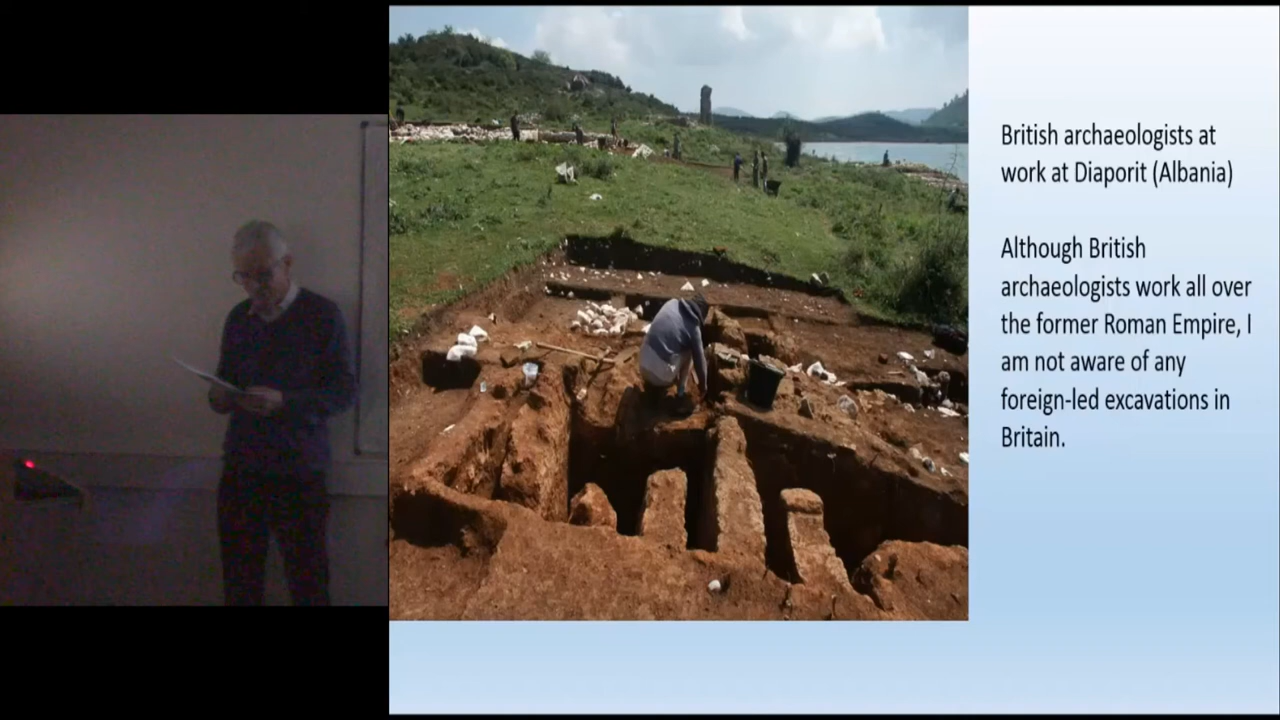 British archaeologists at
work at Diaporit (Albania)
Although British
archaeologists work all over
the former Roman Empire, I
am not aware of any
foreign-led excavations in
Britain.